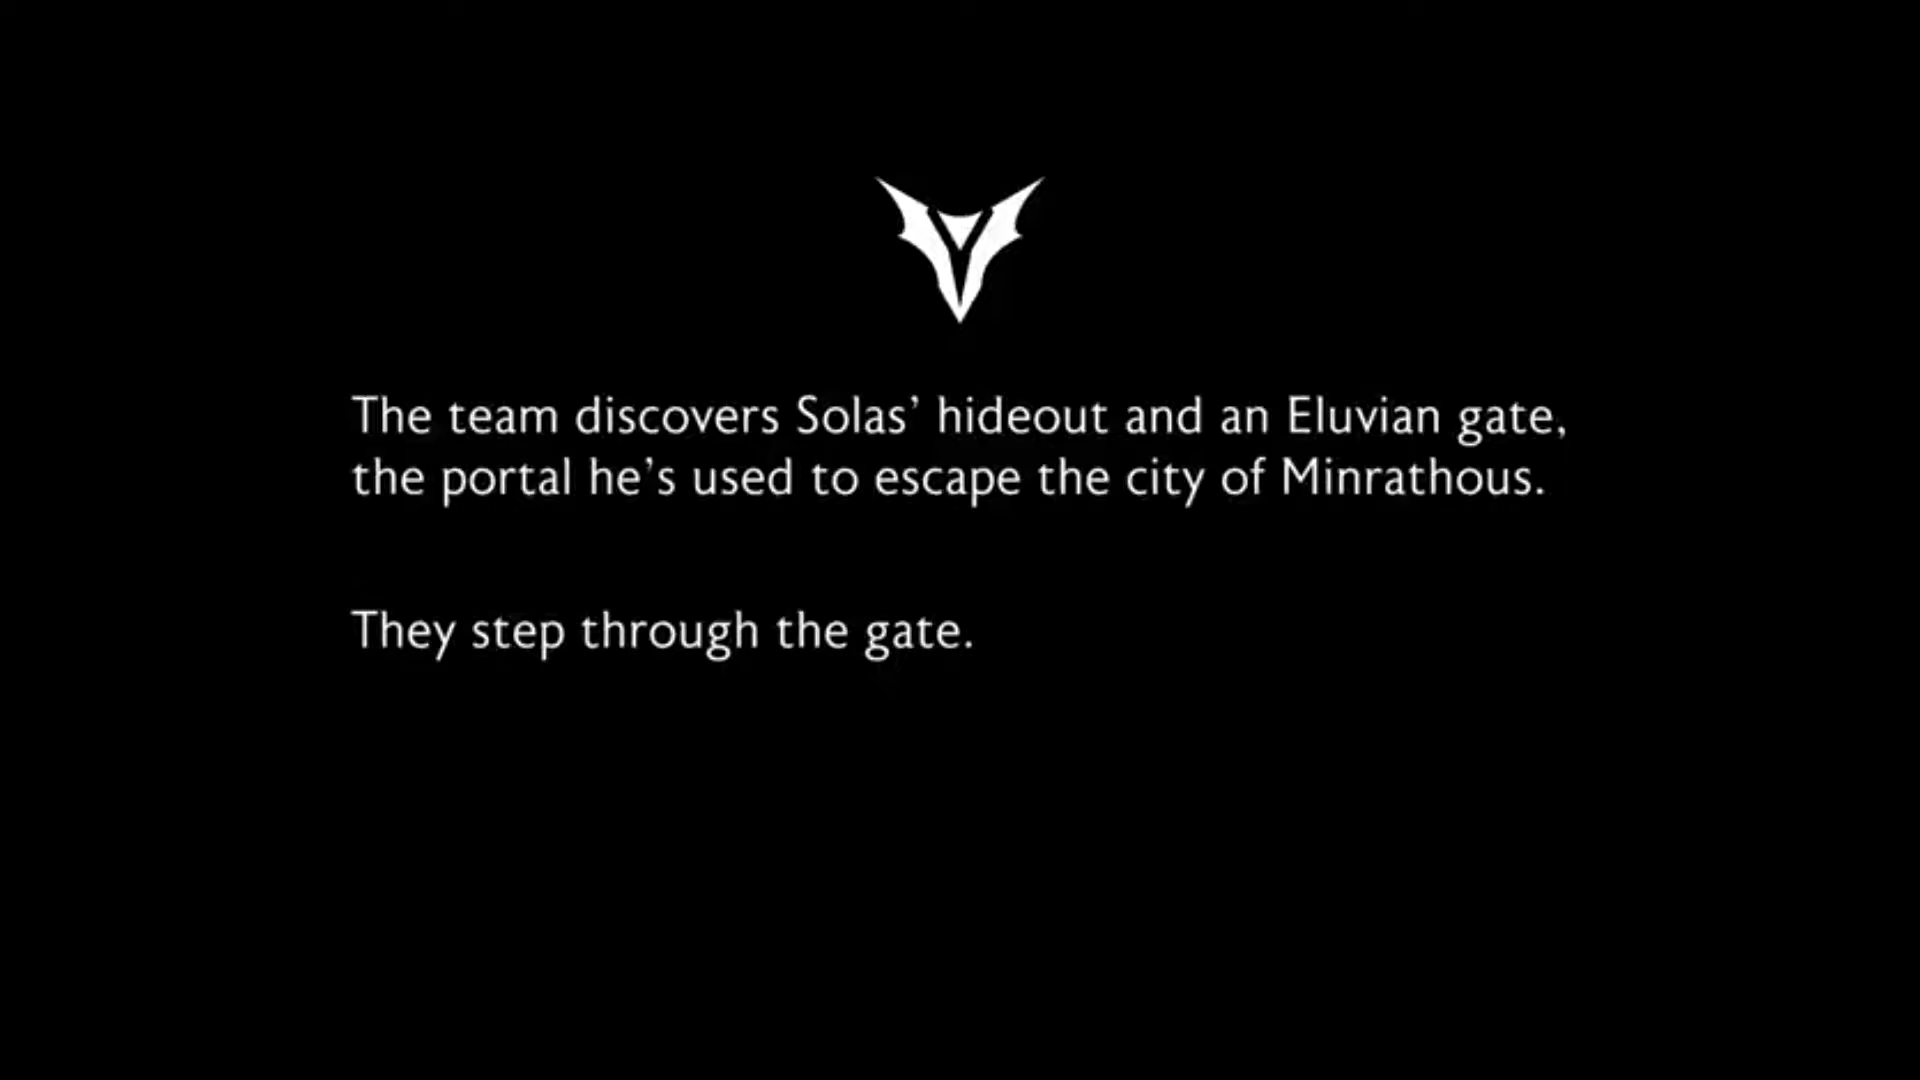 The team discovers Solas’ hideout and an Eluvian gate,
the portal he’s used to escape the city of Minrathous.
They step through the gate.